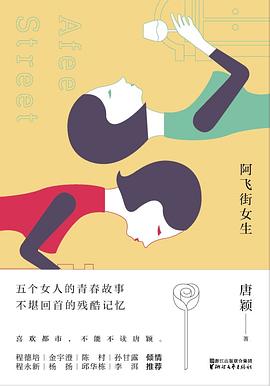 Afee
Street
阿飞街女生
唐颖
著
五个女人的青春故事
不堪回首的残酷记忆
喜欢都市，不能不读唐颖。
程德培｜金宇澄｜陈 村｜孙甘露 倾情
程永新｜杨 扬｜邱华栋｜李 洱 推荐
浙江出版联合集团
浙江文艺出版社